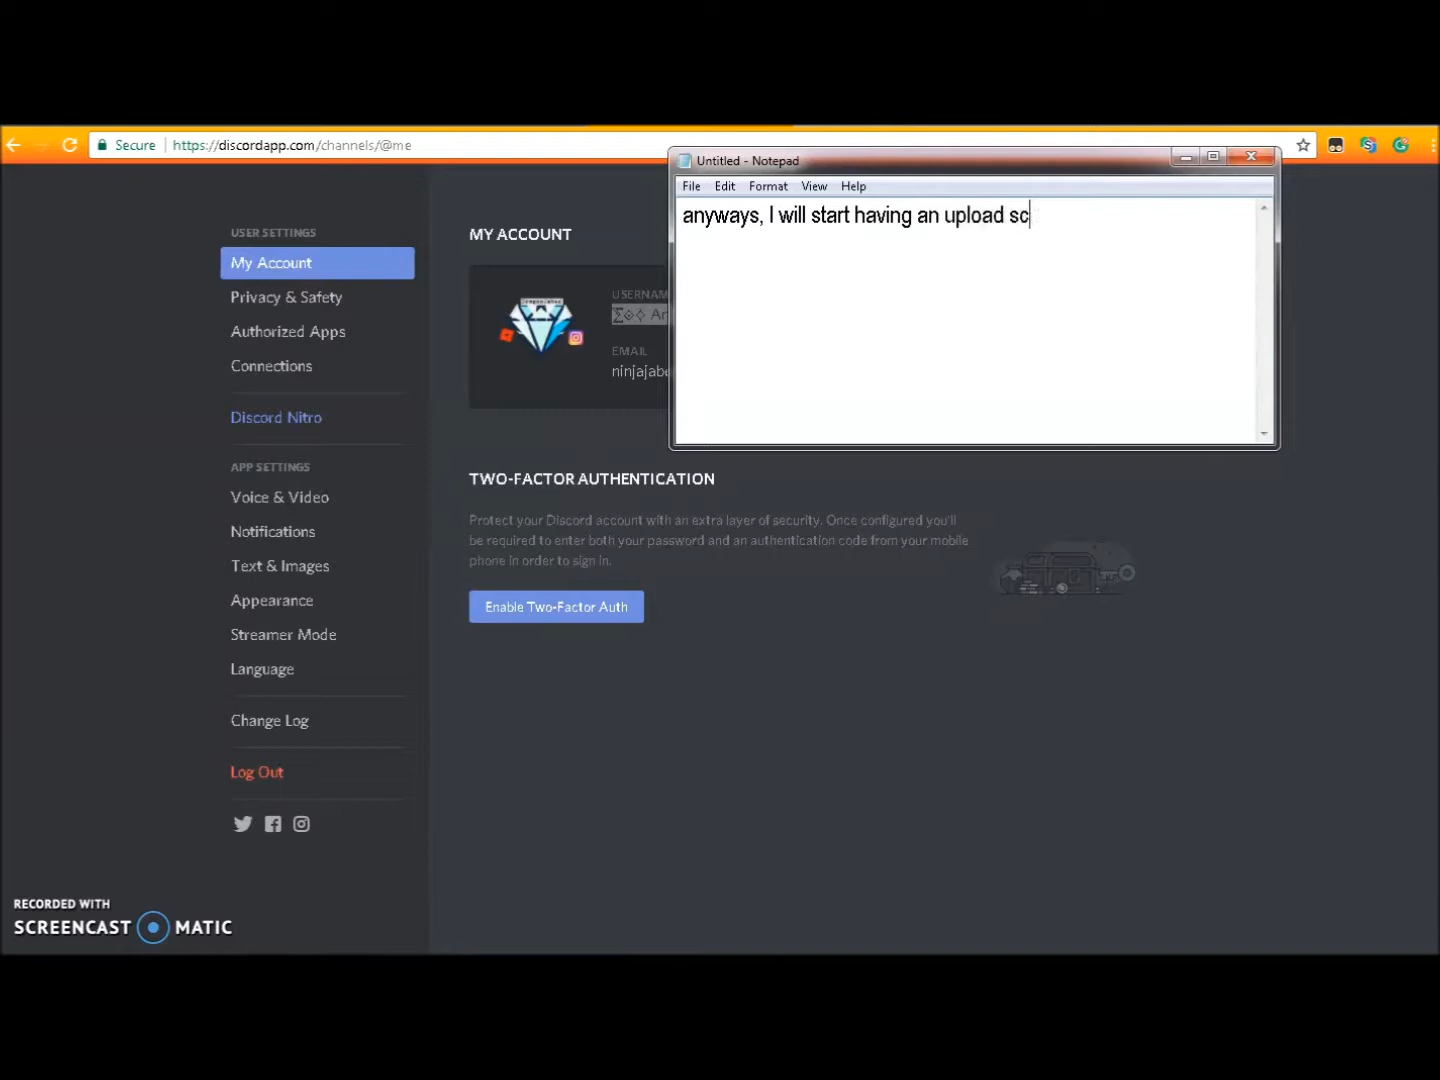 Secure https://discordapp.com/channels/@me
Untitled - Notepad
File Edit Format View Help
anyways, I will start having an upload sc
USER SETTINGS
My Account
Privacy & Safety
Authorized Apps
Connections
Discord Nitro
APP SETTINGS
Voice & Video
Notifications
Text & Images
Appearance
Streamer Mode
Language
Change Log
Log Out
MY ACCOUNT
USERNAM
EMAIL
ninjajabe
TWO-FACTOR AUTHENTICATION
Protect your Discord account with an extra layer of security. Once configured you'll
be required to enter both your password and an authentication code from your mobile
phone in order to sign in.
Enable Two-Factor Auth
RECORDED WITH
SCREENCAST MATIC